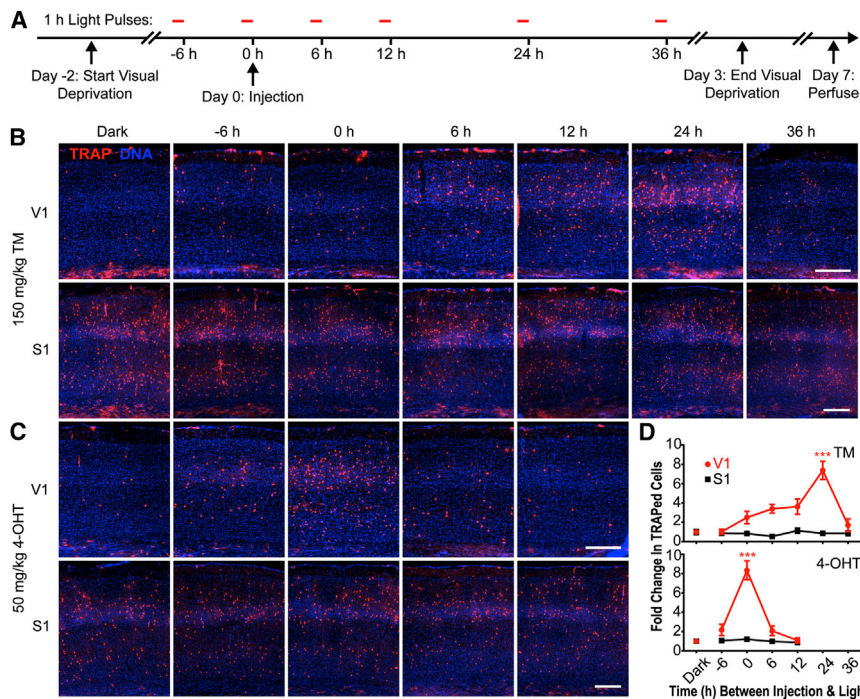 A
1 h Light Pulses:
-6 h 0 h 6 h 12 h 24 h 36 h
Day -2: Start Visual
Deprivation
Day 0: Injection
Day 3: End Visual
Deprivation
Day 7:
Perfuse
B
Dark -6 h 0 h 6 h 12 h 24 h 36 h
TRAP DNA
V1
150 mg/kg TM
S1
C
V1
50 mg/kg 4-OHT
S1
D
V1
S1
*** TM
10
8
6
4
2
0
*** 4-OHT
10
8
6
4
2
0
Fold Change in TRAPed Cells
Dark -6 0 6 12 24 36
Time (h) Between Injection & Light